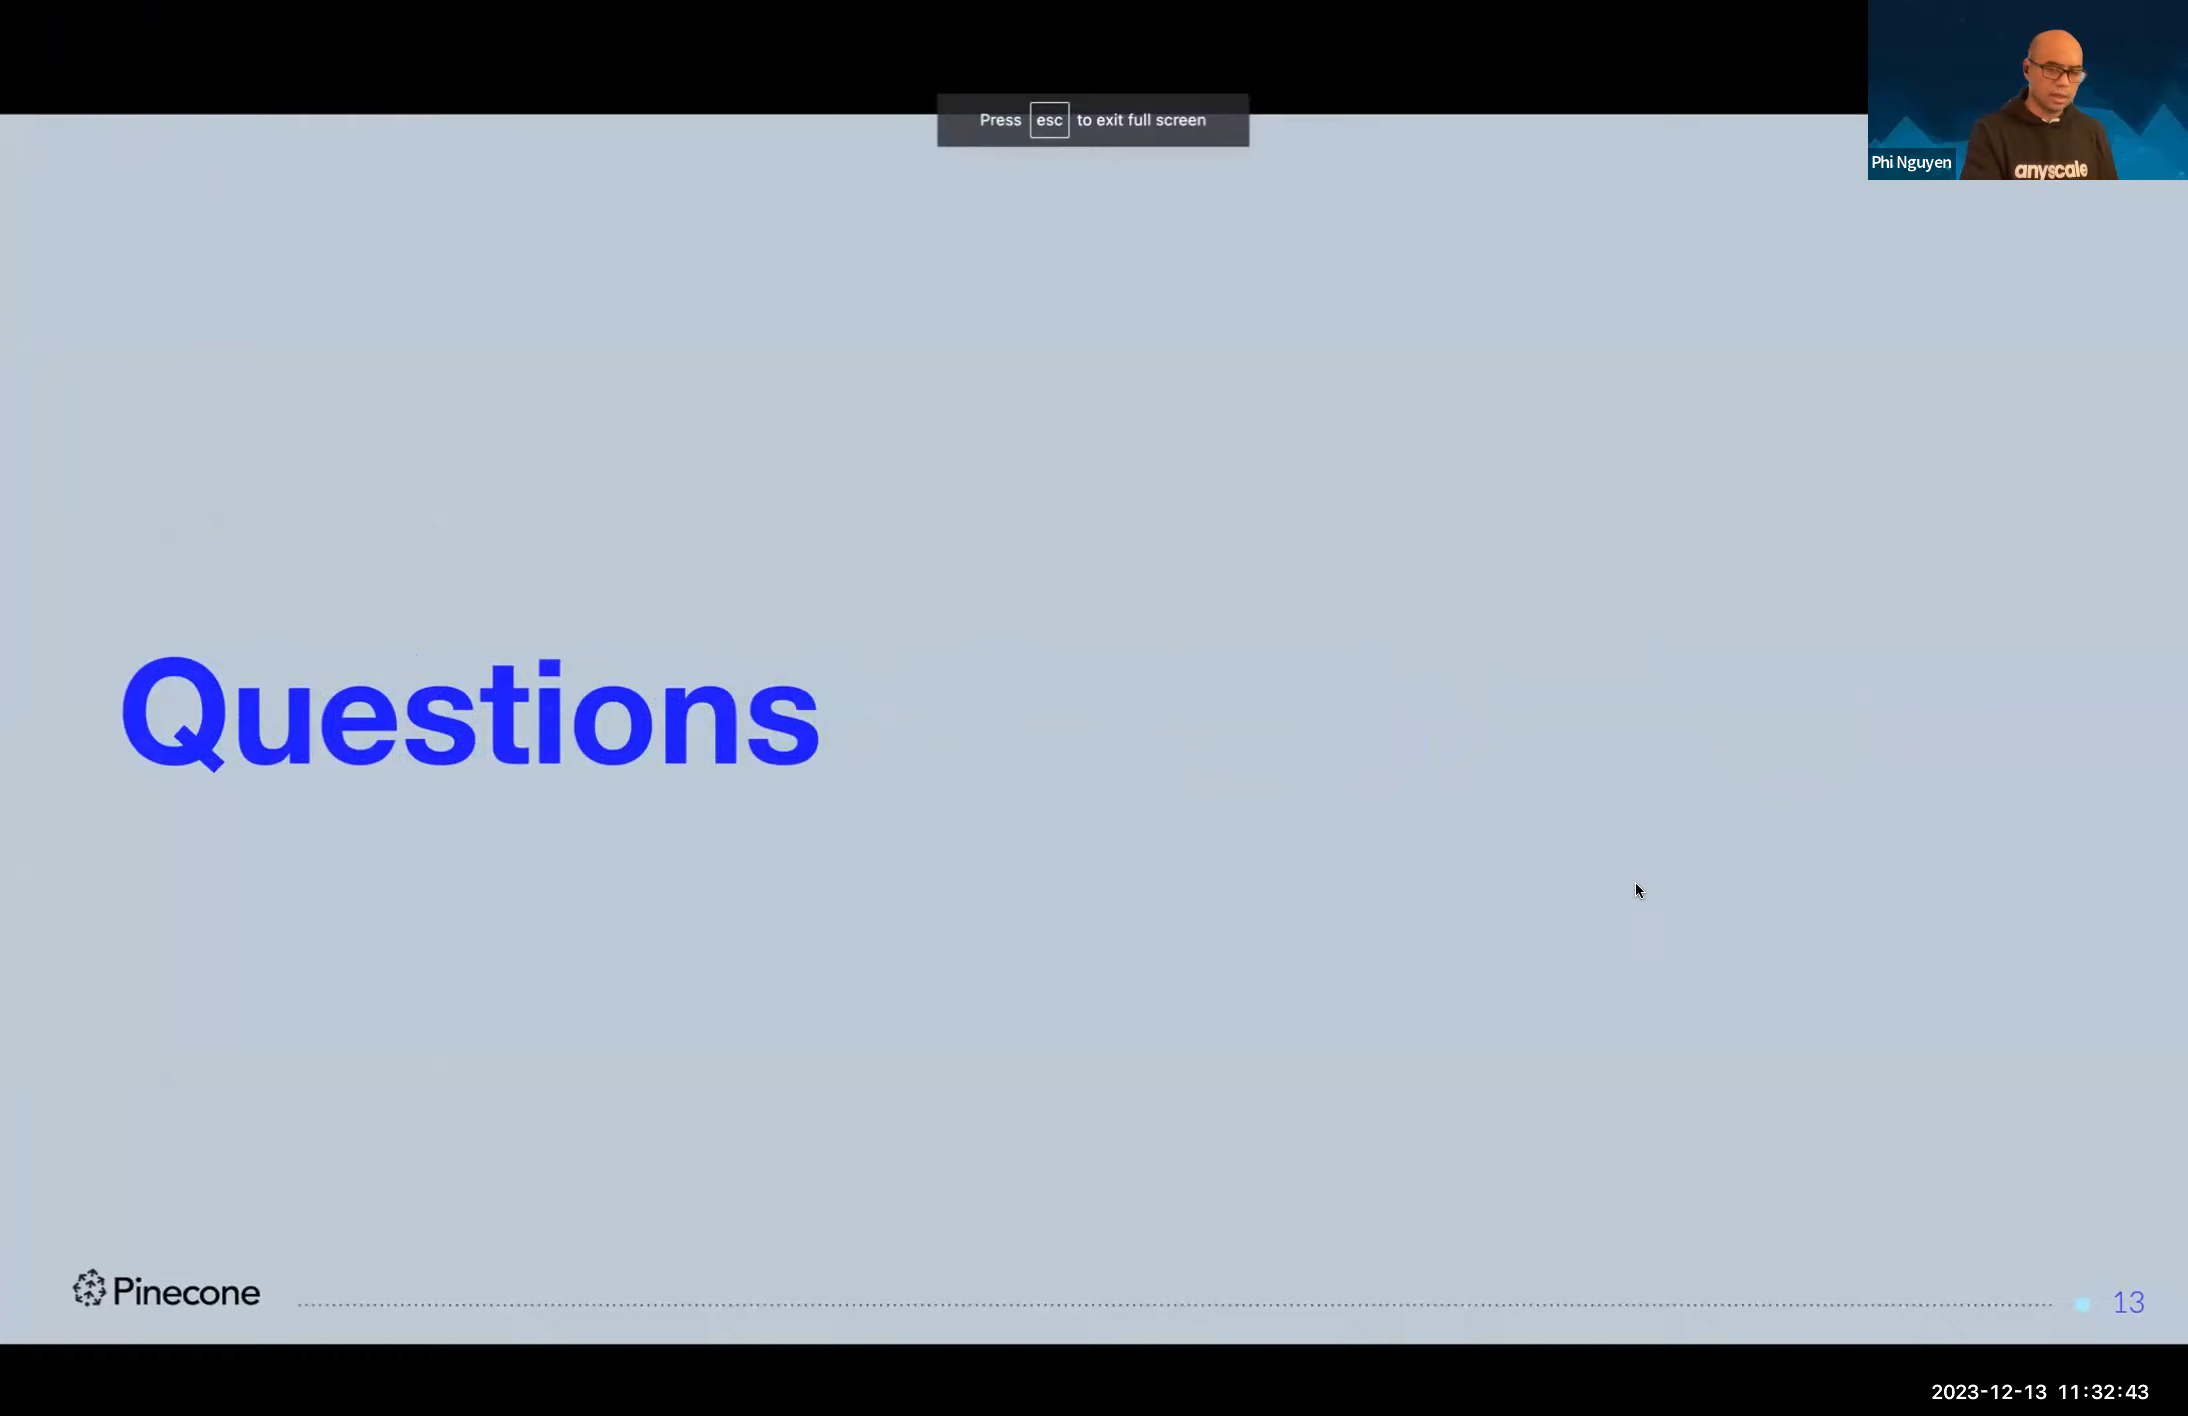 Press esc to exit full screen
anyscale
Phi Nguyen
Questions
Pinecone
13
2023-12-13 11:32:43